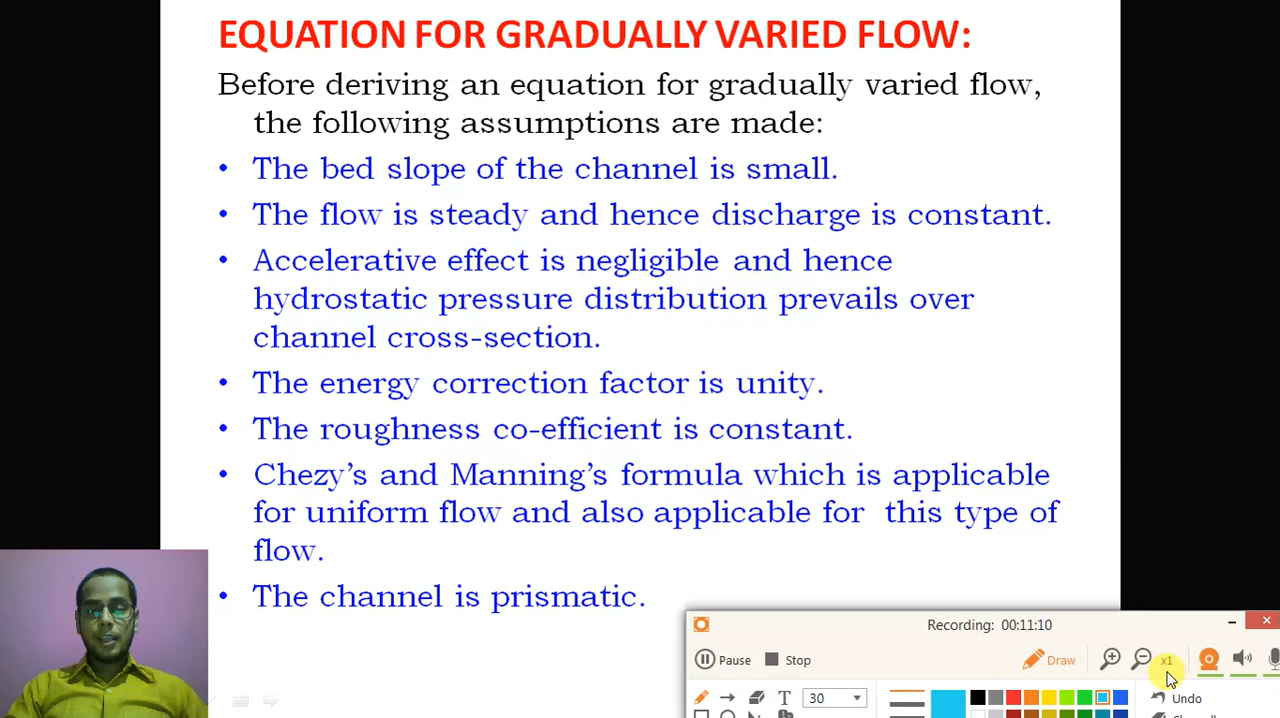 EQUATION FOR GRADUALLY VARIED FLOW:
Before deriving an equation for gradually varied flow,
the following assumptions are made:
• The bed slope of the channel is small.
• The flow is steady and hence discharge is constant.
• Accelerative effect is negligible and hence
hydrostatic pressure distribution prevails over
channel cross-section.
• The energy correction factor is unity.
• The roughness co-efficient is constant.
• Chezy’s and Manning’s formula which is applicable
for uniform flow and also applicable for this type of
flow.
• The channel is prismatic.
Recording: 00:11:10
Pause Stop Draw x1
T 30 Undo